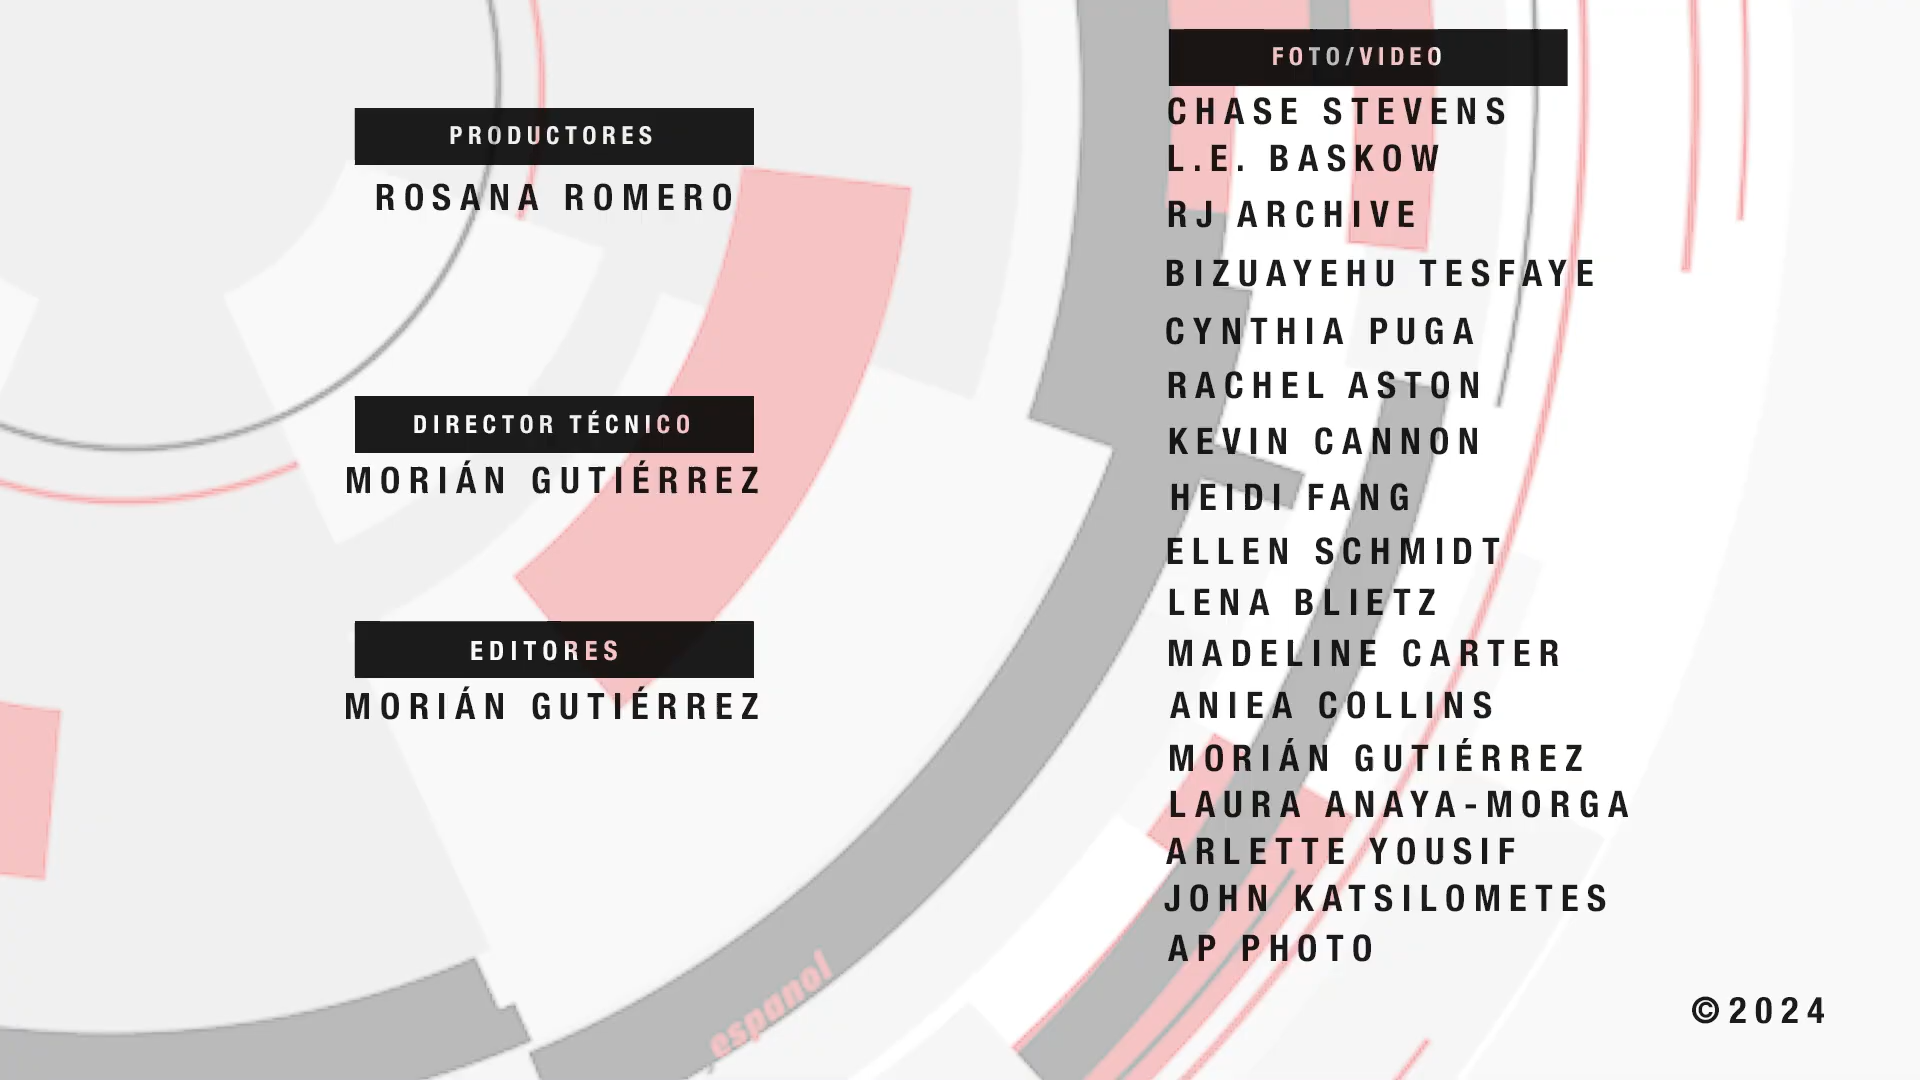 PRODUCTORES
ROSANA ROMERO
DIRECTOR TÉCNICO
MORIÁN GUTIÉRREZ
EDITORES
MORIÁN GUTIÉRREZ
FOTO/VIDEO
CHASE STEVENS
L.E. BASKOW
RJ ARCHIVE
BIZUAYEHU TESFAYE
CYNTHIA PUGA
RACHEL ASTON
KEVIN CANNON
HEIDI FANG
ELLEN SCHMIDT
LENA BLIETZ
MADELINE CARTER
ANIEA COLLINS
MORIÁN GUTIÉRREZ
LAURA ANAYA-MORGA
ARLETTE YOUSIF
JOHN KATSILOMETES
AP PHOTO
©2024
espanol